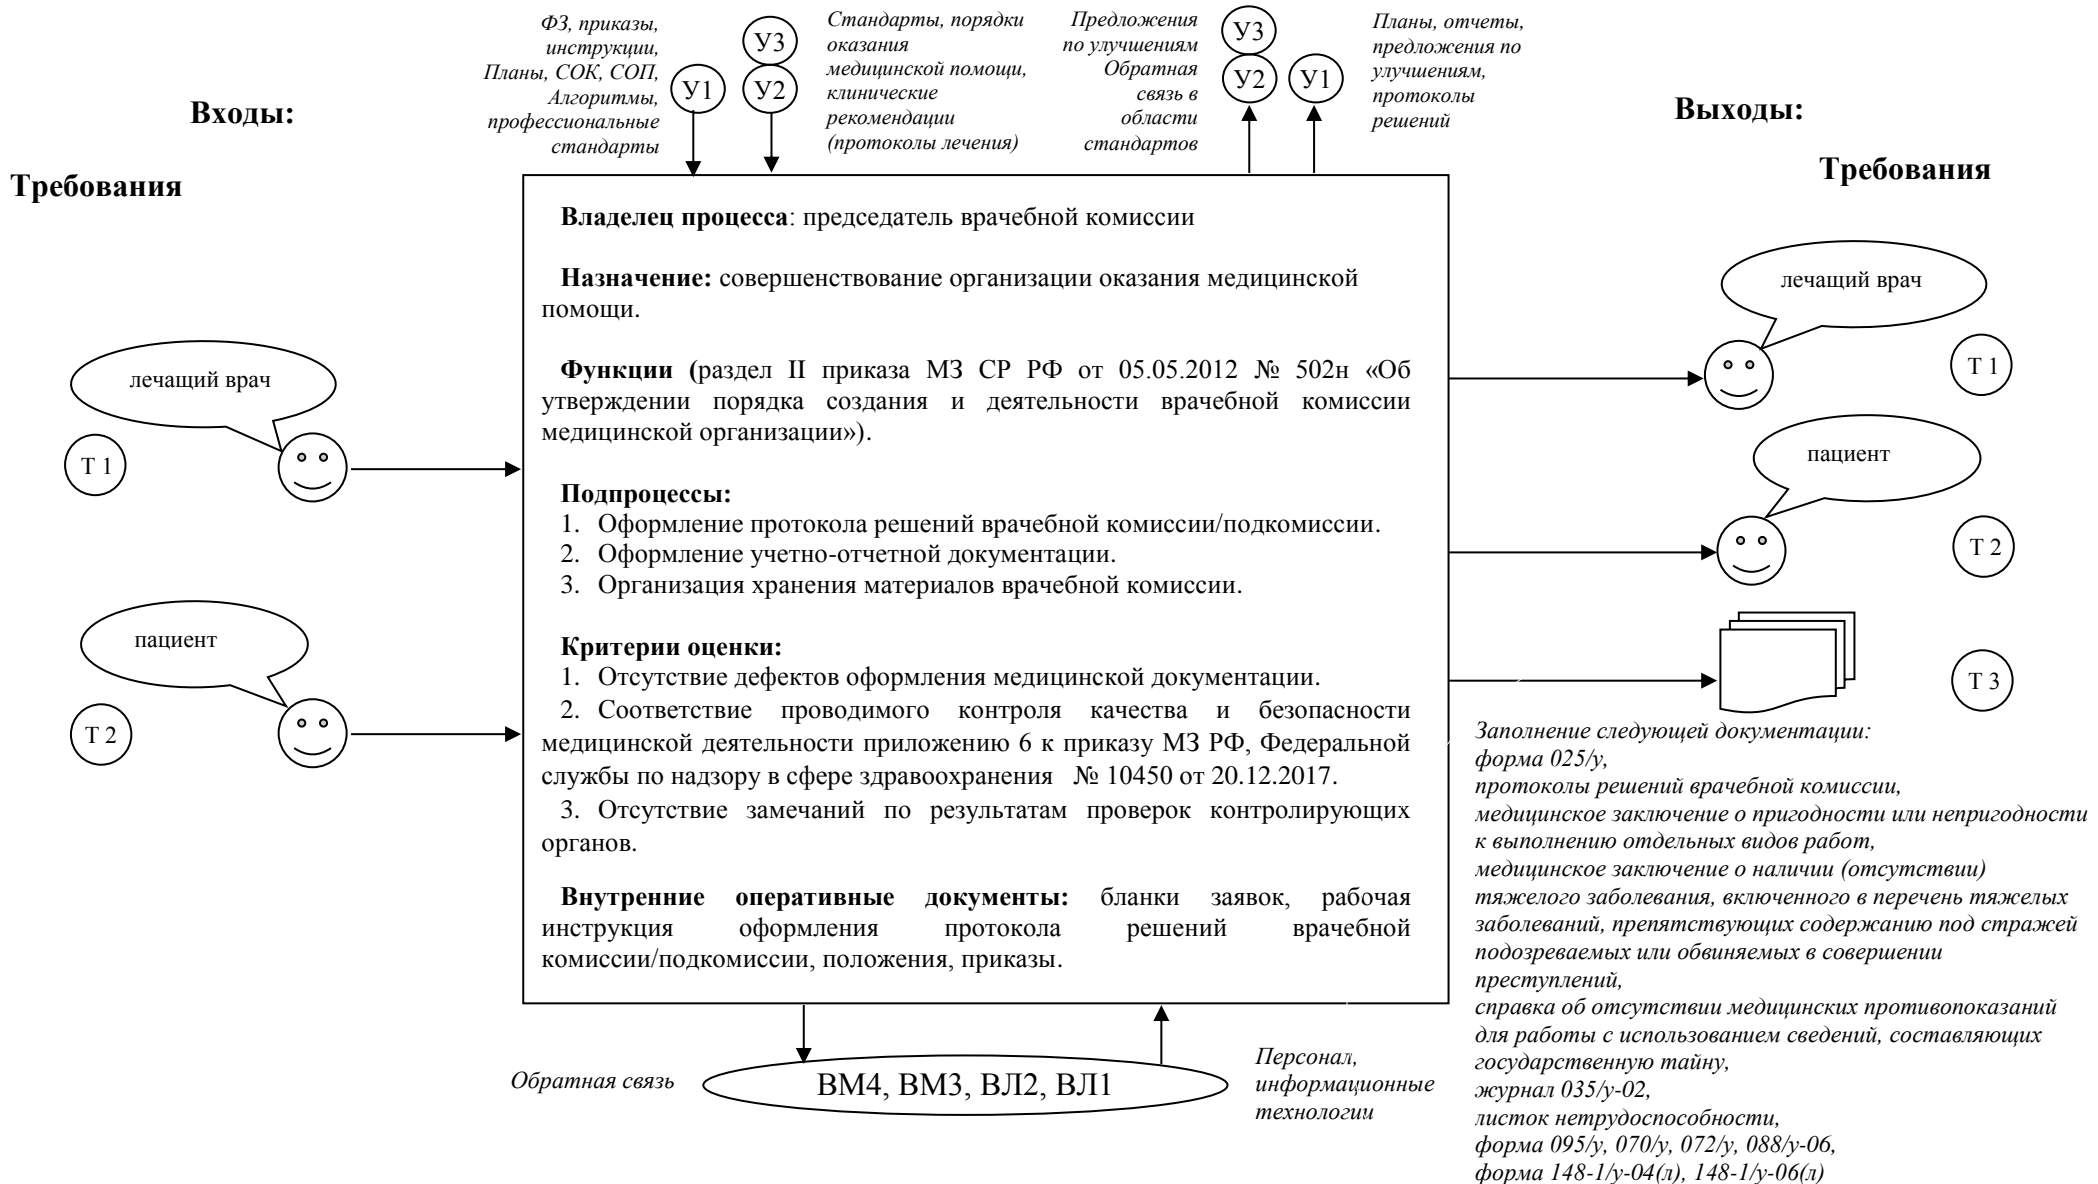 ФЗ, приказы,
инструкции,
Планы, СОК, СОП,
Алгоритмы,
профессиональные
стандарты
У1
У3
У2
Стандарты, порядки
оказания
медицинской помощи,
клинические
рекомендации
(протоколы лечения)
Предложения
по улучшениям
Обратная
связь в
области
стандартов
У3
У2
У1
Планы, отчеты,
предложения по
улучшениям,
протоколы
решений
Входы:
Выходы:
Требования
Требования
лечащий врач
Т 1
пациент
Т 2
Владелец процесса: председатель врачебной комиссии
Назначение: совершенствование организации оказания медицинской
помощи.
Функции (раздел II приказа МЗ СР РФ от 05.05.2012 № 502н «Об
утверждении порядка создания и деятельности врачебной комиссии
медицинской организации»).
Подпроцессы:
1. Оформление протокола решений врачебной комиссии/подкомиссии.
2. Оформление учетно-отчетной документации.
3. Организация хранения материалов врачебной комиссии.
Критерии оценки:
1. Отсутствие дефектов оформления медицинской документации.
2. Соответствие проводимого контроля качества и безопасности
медицинской деятельности приложению 6 к приказу МЗ РФ, Федеральной
службы по надзору в сфере здравоохранения № 10450 от 20.12.2017.
3. Отсутствие замечаний по результатам проверок контролирующих
органов.
Внутренние оперативные документы: бланки заявок, рабочая
инструкция оформления протокола решений врачебной
комиссии/подкомиссии, положения, приказы.
лечащий врач
Т 1
пациент
Т 2
Т 3
Заполнение следующей документации:
форма 025/у,
протоколы решений врачебной комиссии,
медицинское заключение о пригодности или непригодности
к выполнению отдельных видов работ,
медицинское заключение о наличии (отсутствии)
тяжелого заболевания, включенного в перечень тяжелых
заболеваний, препятствующих содержанию под стражей
подозреваемых или обвиняемых в совершении
преступлений,
справка об отсутствии медицинских противопоказаний
для работы с использованием сведений, составляющих
государственную тайну,
журнал 035/у-02,
листок нетрудоспособности,
форма 095/у, 070/у, 072/у, 088/у-06,
форма 148-1/у-04(л), 148-1/у-06(л)
Обратная связь
ВМ4, ВМ3, ВЛ2, ВЛ1
Персонал,
информационные
технологии